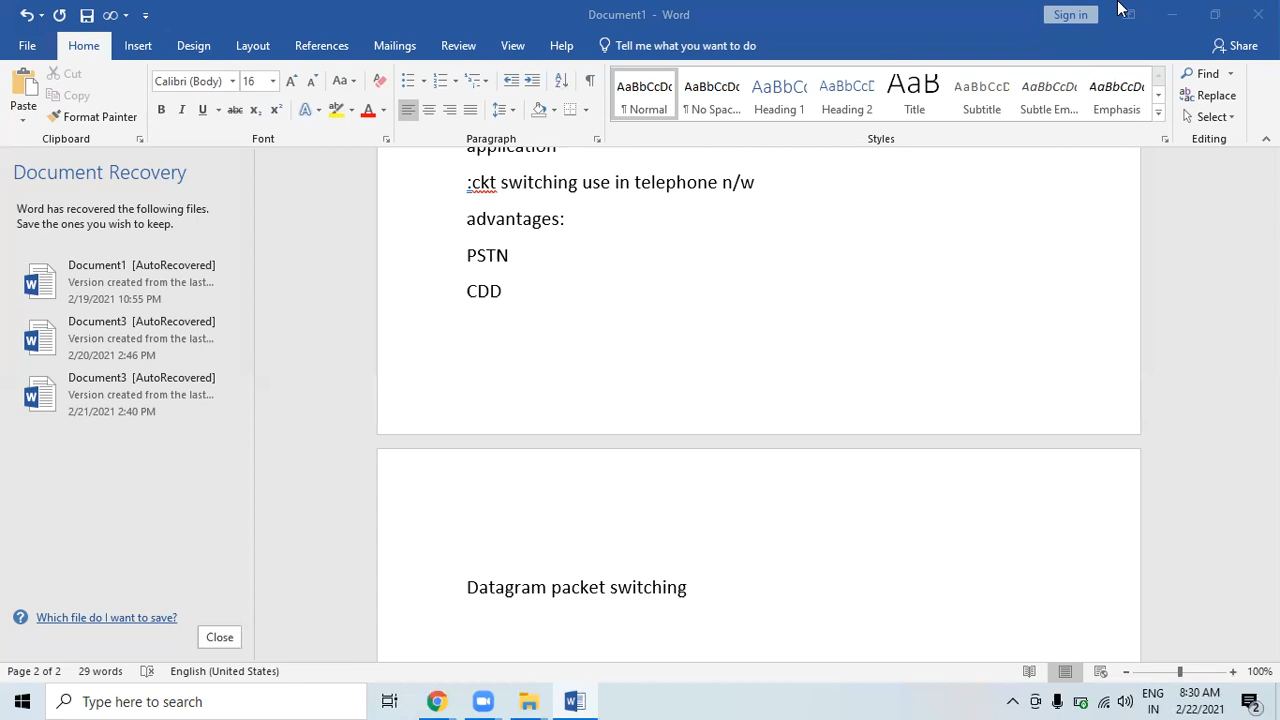 Document1 - Word
Sign in
File Home Insert Design Layout References Mailings Review View Help Tell me what you want to do Share
Paste
Cut
Copy
Format Painter
Clipboard
Calibri (Body) 16
Font
Paragraph
AaBbCcDc ¶ Normal
AaBbCcDc ¶ No Spac...
AaBbCc Heading 1
AaBbCcD Heading 2
AaB Title
AaBbCcD Subtitle
AaBbCcDc Subtle Em...
AaBbCcDc Emphasis
Styles
Find
Replace
Select
Editing
Document Recovery
Word has recovered the following files.
Save the ones you wish to keep.
Document1 [AutoRecovered]
Version created from the last...
2/19/2021 10:55 PM
Document3 [AutoRecovered]
Version created from the last...
2/20/2021 2:46 PM
Document3 [AutoRecovered]
Version created from the last...
2/21/2021 2:40 PM
Which file do I want to save?
Close
application
:ckt switching use in telephone n/w
advantages:
PSTN
CDD
Datagram packet switching
Page 2 of 2 29 words English (United States) 100%
Type here to search
ENG
IN
8:30 AM
2/22/2021
2